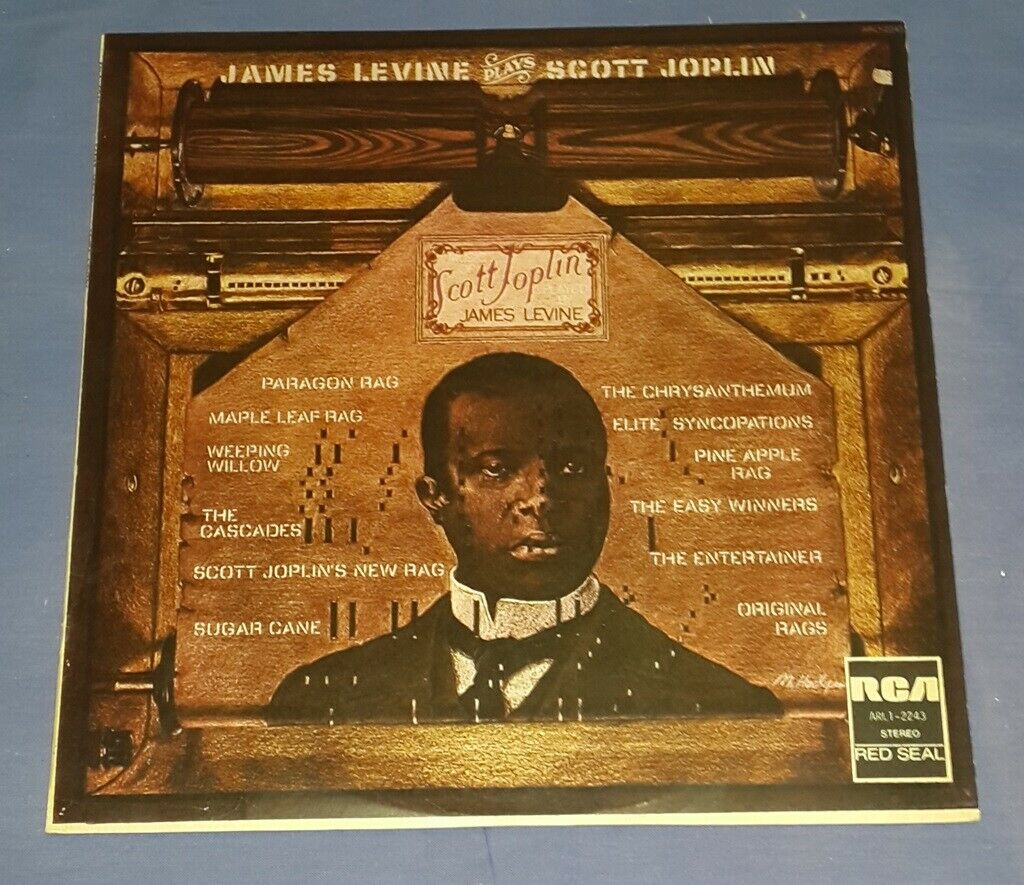 JAMES LEVINE PLAYS SCOTT JOPLIN
Scott Joplin
JAMES LEVINE
PARAGON RAG
MAPLE LEAF RAG
WEEPING
WILLOW
THE
CASCADES
SCOTT JOPLIN'S NEW RAG
SUGAR CANE
THE CHRYSANTHEMUM
ELITE SYNCOPATIONS
PINE APPLE
RAG
THE EASY WINNERS
THE ENTERTAINER
ORIGINAL
RAGS
RCA
ARL1-2243
STEREO
RED SEAL